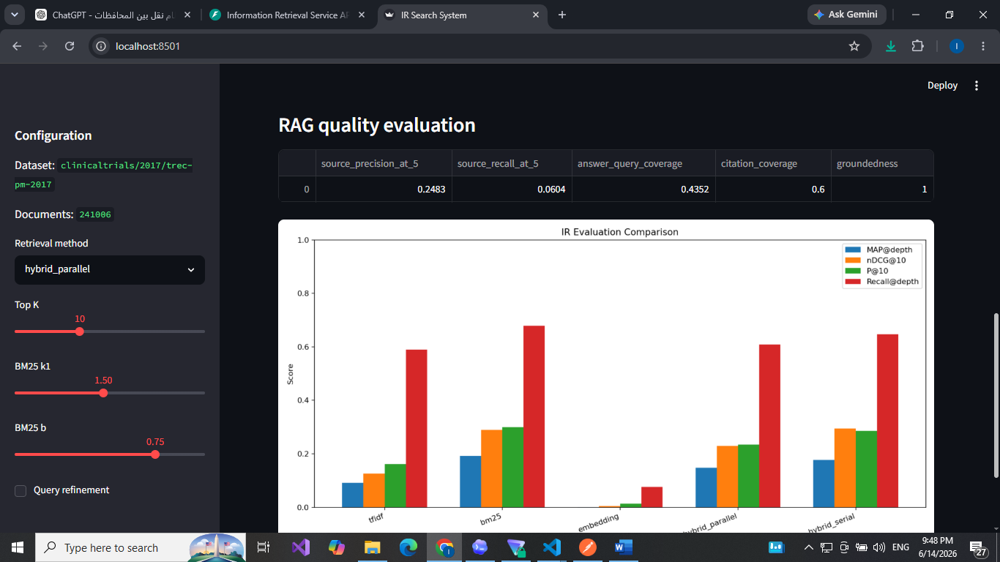 ChatGPT - ام نقل بين المحافظات
Information Retrieval Service AP
IR Search System
Ask Gemini
localhost:8501
Deploy
Configuration
Dataset: clinicaltrials/2017/trec-
pm-2017
Documents: 241006
Retrieval method
hybrid_parallel
Top K
10
BM25 k1
1.50
BM25 b
0.75
Query refinement
RAG quality evaluation
source_precision_at_5 source_recall_at_5 answer_query_coverage citation_coverage groundedness
0 0.2483 0.0604 0.4352 0.6 1
IR Evaluation Comparison
MAP@depth
nDCG@10
P@10
Recall@depth
Score
1.0
0.8
0.6
0.4
0.2
0.0
tfidf
bm25
embedding
hybrid_parallel
hybrid_serial
Type here to search
ENG
9:48 PM
6/14/2026
27